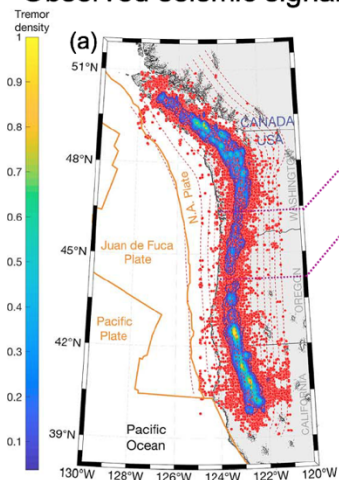 Observed seismic signal
Tremor
density
(a)
1
0.9
0.8
0.7
0.6
0.5
0.4
0.3
0.2
0.1
51°N
48°N
45°N
42°N
39°N
CANADA
USA
WASHINGTON
N.A. Plate
Juan de Fuca
Plate
OREGON
Pacific
Plate
CALIFORNIA
Pacific
Ocean
130°W
128°W
126°W
124°W
122°W
120°W